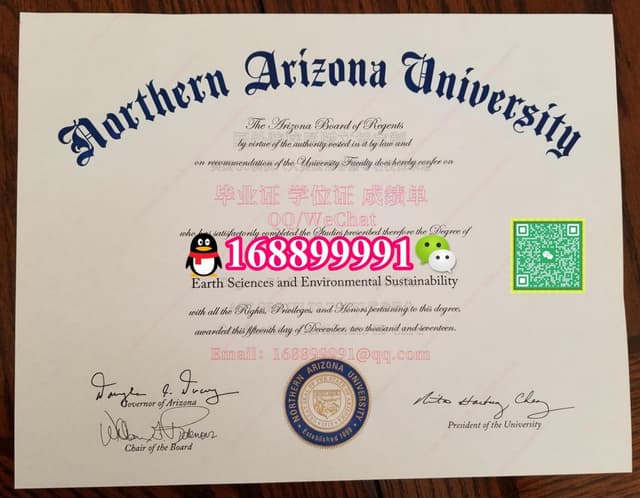 Northern Arizona University
The Arizona Board of Regents
by virtue of the authority vested in it by law and
on recommendation of the University Faculty does hereby confer on
毕业证 学位证 成绩单
QQ/WeChat
who has satisfactorily completed the Studies prescribed therefore the Degree of
168899991
Earth Sciences and Environmental Sustainability
with all the Rights, Privileges, and Honors pertaining to this degree,
awarded this fifteenth day of December, two thousand and seventeen.
Email: 168899991@qq.com
Governor of Arizona
Chair of the Board
NORTHERN ARIZONA UNIVERSITY
Established 1899
President of the University